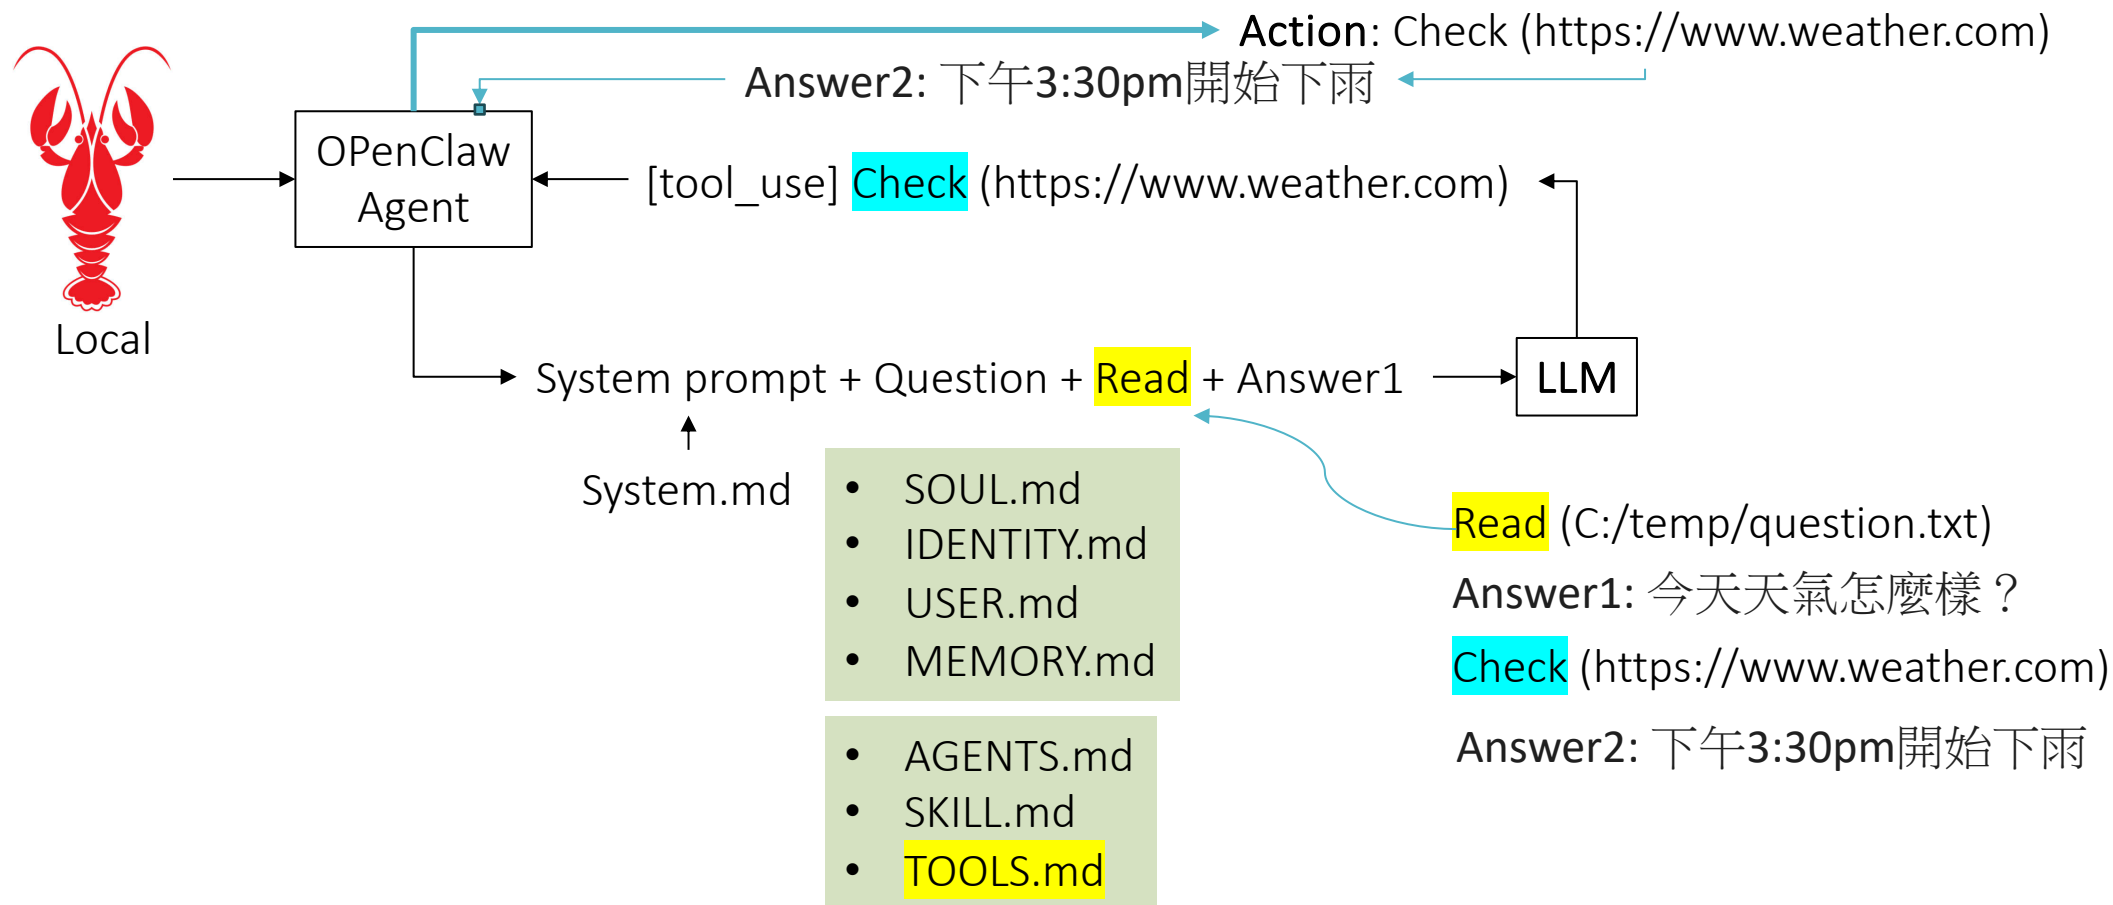 Action: Check (https://www.weather.com)
Answer2: 下午3:30pm開始下雨
OPenClaw
Agent
[tool_use] Check (https://www.weather.com)
Local
System prompt + Question + Read + Answer1
LLM
System.md
• SOUL.md
• IDENTITY.md
• USER.md
• MEMORY.md
• AGENTS.md
• SKILL.md
• TOOLS.md
Read (C:/temp/question.txt)
Answer1: 今天天氣怎麼樣？
Check (https://www.weather.com)
Answer2: 下午3:30pm開始下雨